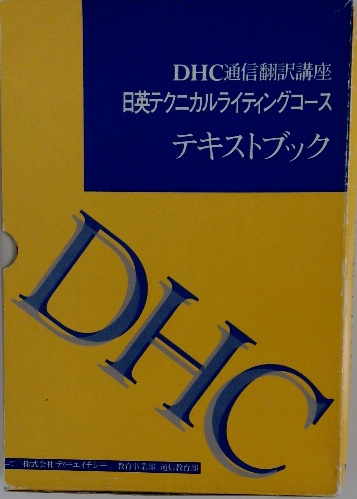 DHC通信翻訳講座
日英テクニカルライティングコース
テキストブック
DHC
株式会社 ディーエイチシー 教育事業部 通信教育部